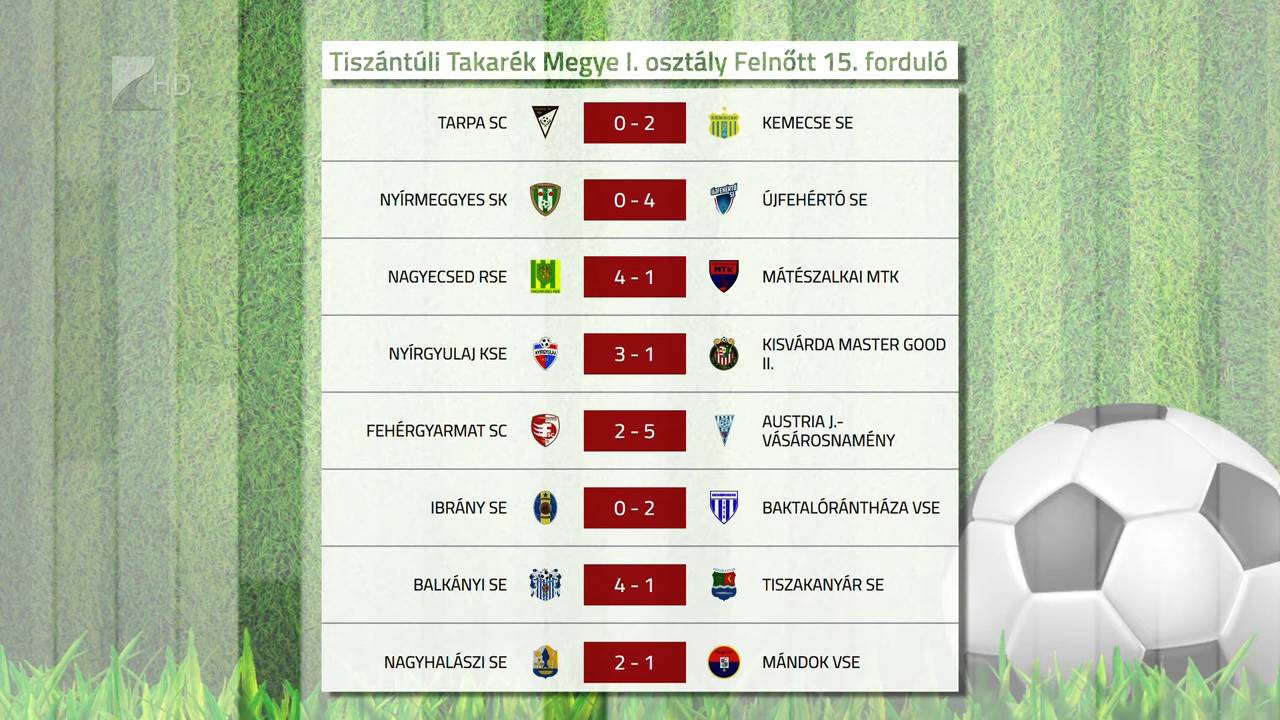 Tiszántúli Takarék Megye I. osztály Felnőtt 15. forduló
HD
TARPA SC 0 - 2 KEMECSE SE
NYÍRMEGGYES SK 0 - 4 ÚJFEHÉRTÓ SE
NAGYECSED RSE 4 - 1 MÁTÉSZALKAI MTK
NYÍRGYULAJ KSE 3 - 1 KISVÁRDA MASTER GOOD
II.
FEHÉRGYARMAT SC 2 - 5 AUSTRIA J.-
VÁSÁROSNAMÉNY
IBRÁNY SE 0 - 2 BAKTALÓRÁNTHÁZA VSE
BALKÁNYI SE 4 - 1 TISZAKANYÁR SE
NAGYHALÁSZI SE 2 - 1 MÁNDOK VSE